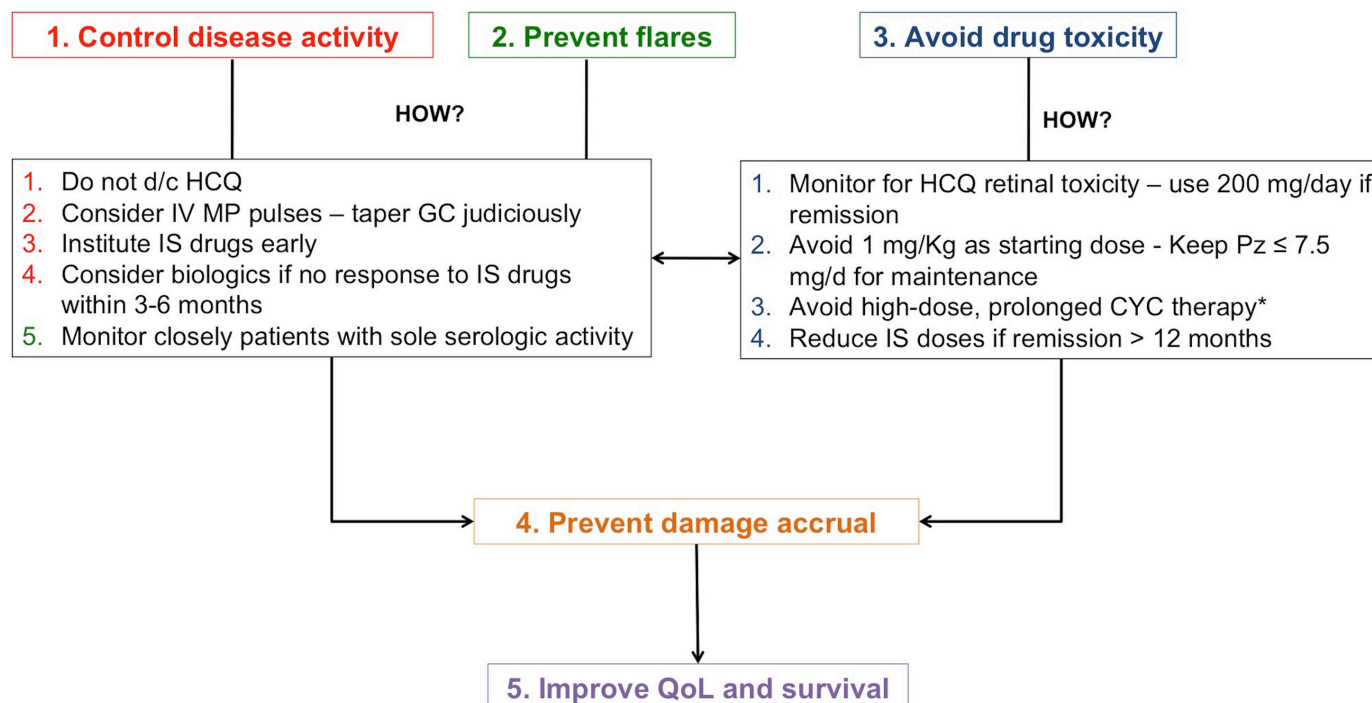 1. Control disease activity
2. Prevent flares
3. Avoid drug toxicity
HOW?
HOW?
1. Do not d/c HCQ
2. Consider IV MP pulses – taper GC judiciously
3. Institute IS drugs early
4. Consider biologics if no response to IS drugs
within 3-6 months
5. Monitor closely patients with sole serologic activity
1. Monitor for HCQ retinal toxicity – use 200 mg/day if
remission
2. Avoid 1 mg/Kg as starting dose - Keep Pz ≤ 7.5
mg/d for maintenance
3. Avoid high-dose, prolonged CYC therapy*
4. Reduce IS doses if remission > 12 months
4. Prevent damage accrual
5. Improve QoL and survival